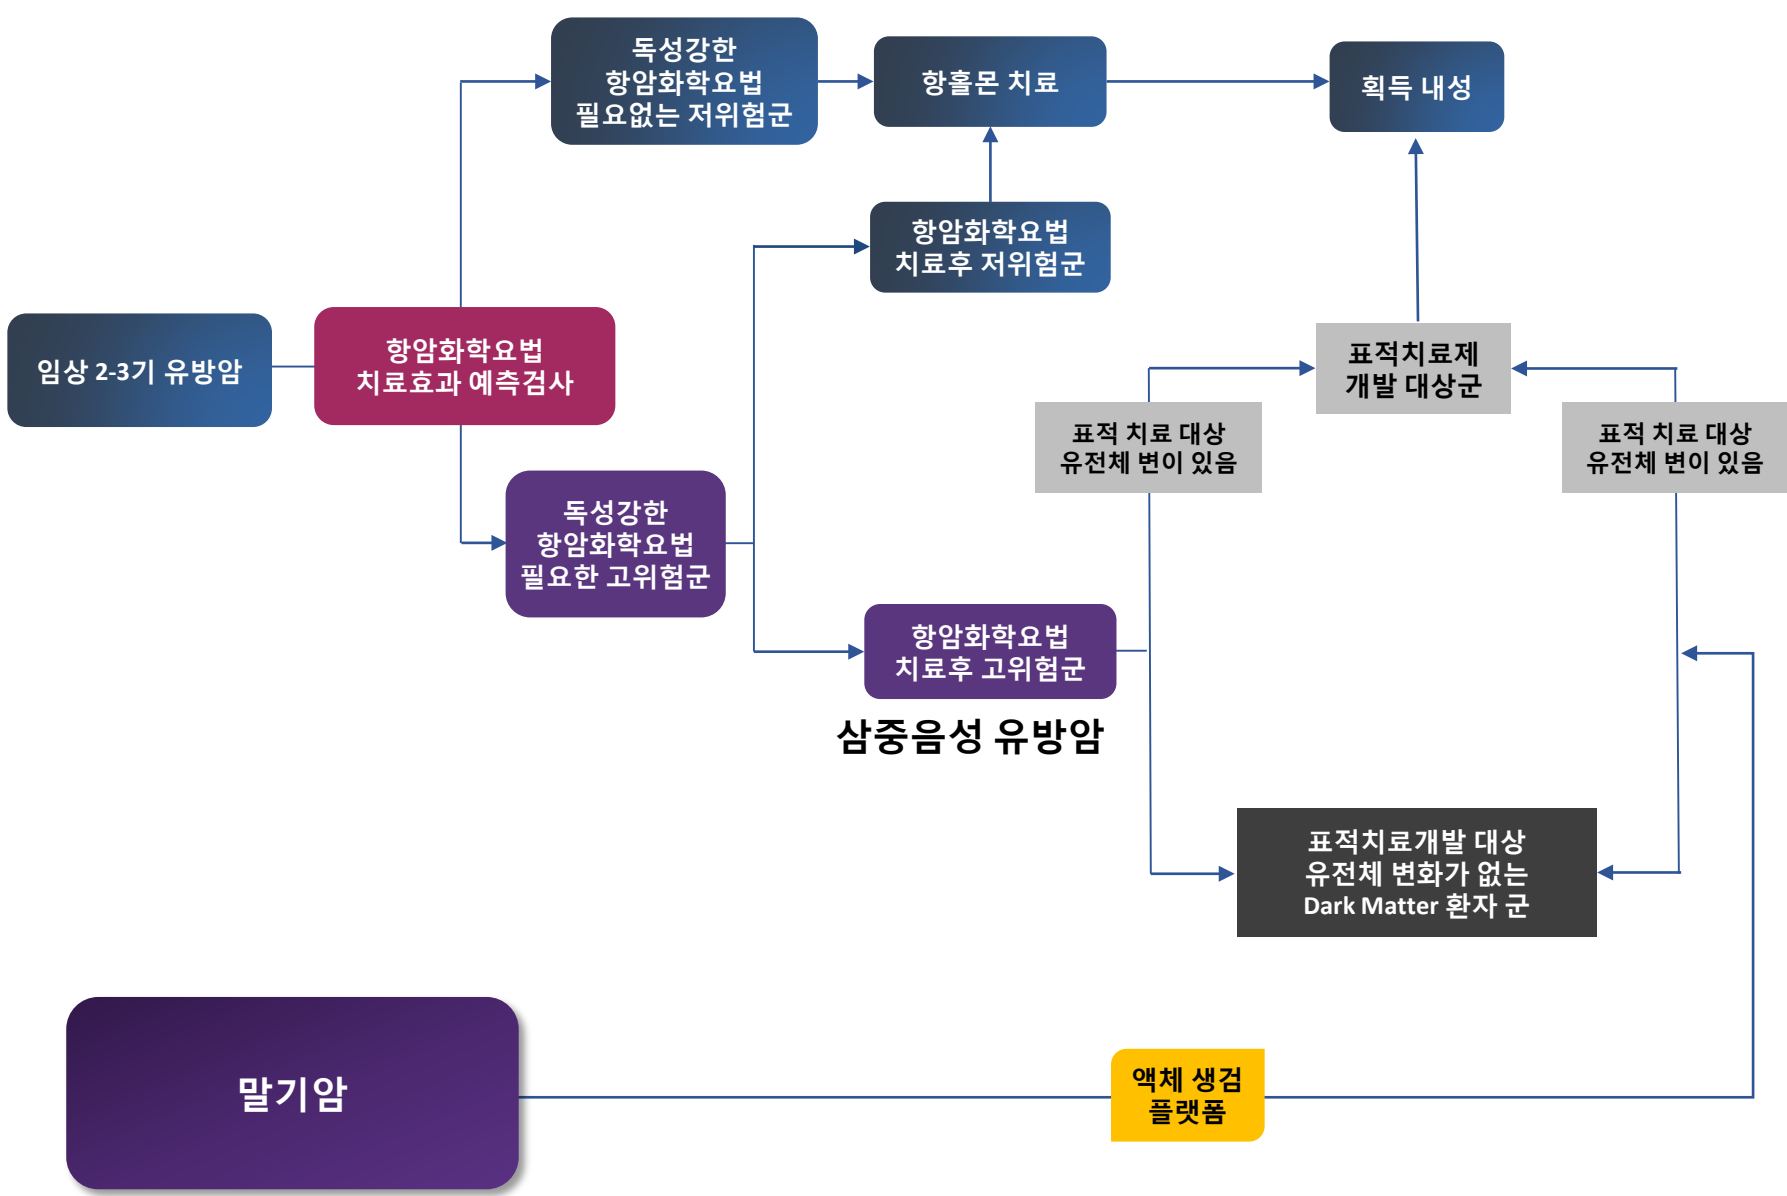 독성강한
항암화학요법
필요없는 저위험군
항홀몬 치료
획득 내성
항암화학요법
치료후 저위험군
임상 2-3기 유방암
항암화학요법
치료효과 예측검사
표적치료제
개발 대상군
표적 치료 대상
유전체 변이 있음
표적 치료 대상
유전체 변이 있음
독성강한
항암화학요법
필요한 고위험군
항암화학요법
치료후 고위험군
삼중음성 유방암
표적치료개발 대상
유전체 변화가 없는
Dark Matter 환자 군
말기암
액체 생검
플랫폼